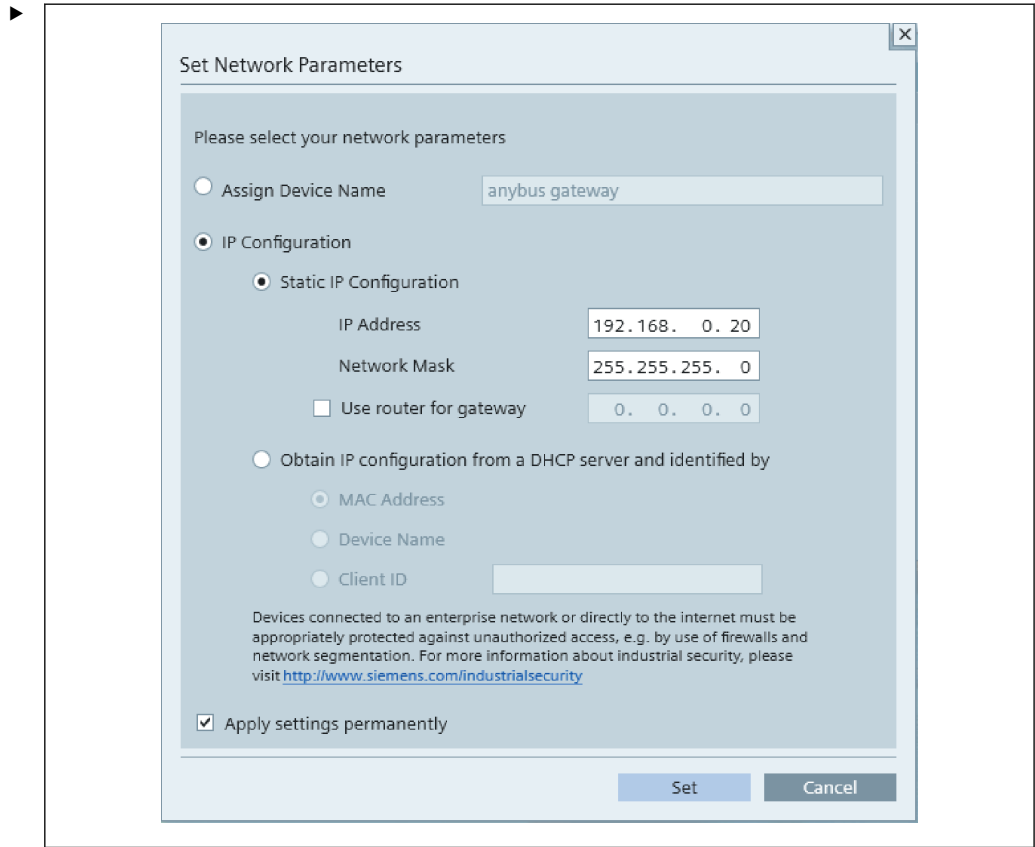 Set Network Parameters
Please select your network parameters
Assign Device Name anybus gateway
IP Configuration
Static IP Configuration
IP Address 192.168. 0. 20
Network Mask 255.255.255. 0
Use router for gateway 0. 0. 0. 0
Obtain IP configuration from a DHCP server and identified by
MAC Address
Device Name
Client ID
Devices connected to an enterprise network or directly to the internet must be
appropriately protected against unauthorized access, e.g. by use of firewalls and
network segmentation. For more information about industrial security, please
visit http://www.siemens.com/industrialsecurity
Apply settings permanently
Set Cancel